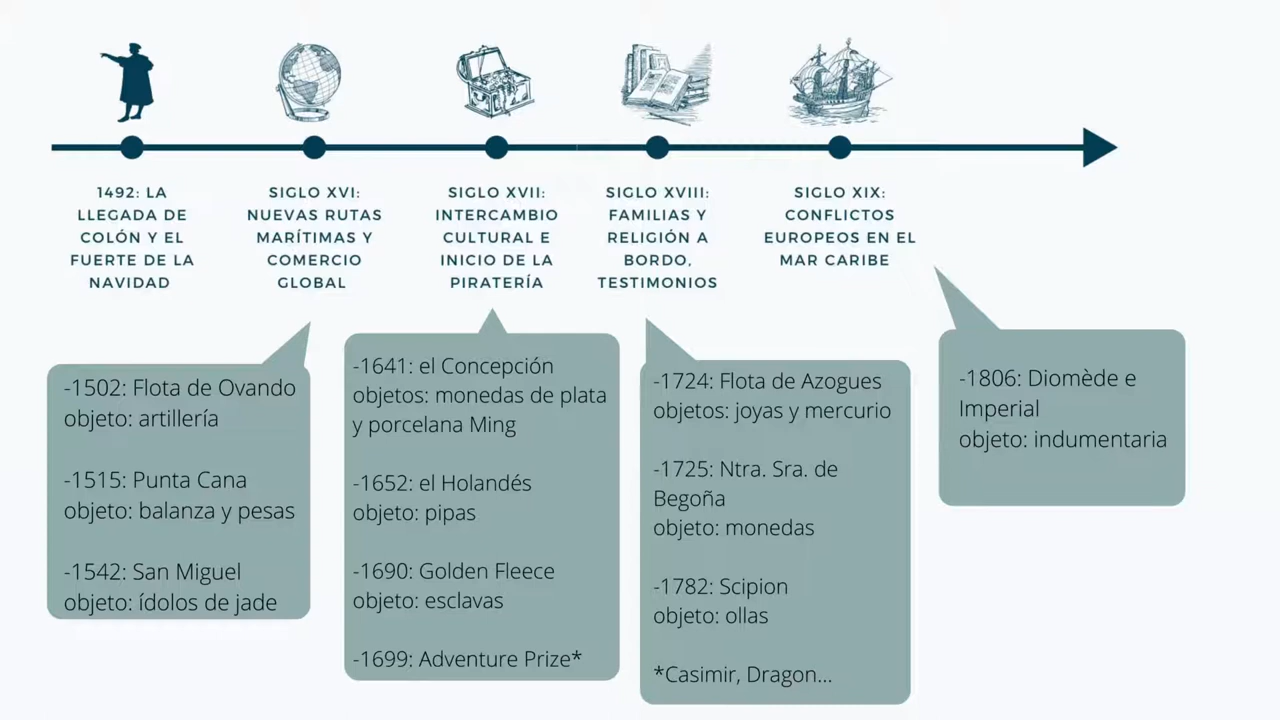 1492: LA
LLEGADA DE
COLÓN Y EL
FUERTE DE LA
NAVIDAD
SIGLO XVI:
NUEVAS RUTAS
MARÍTIMAS Y
COMERCIO
GLOBAL
SIGLO XVII:
INTERCAMBIO
CULTURAL E
INICIO DE LA
PIRATERÍA
SIGLO XVIII:
FAMILIAS Y
RELIGIÓN A
BORDO,
TESTIMONIOS
SIGLO XIX:
CONFLICTOS
EUROPEOS EN EL
MAR CARIBE
-1502: Flota de Ovando
objeto: artillería
-1515: Punta Cana
objeto: balanza y pesas
-1542: San Miguel
objeto: ídolos de jade
-1641: el Concepción
objetos: monedas de plata
y porcelana Ming
-1652: el Holandés
objeto: pipas
-1690: Golden Fleece
objeto: esclavas
-1699: Adventure Prize*
-1724: Flota de Azogues
objetos: joyas y mercurio
-1725: Ntra. Sra. de
Begoña
objeto: monedas
-1782: Scipion
objeto: ollas
*Casimir, Dragon...
-1806: Diomède e
Imperial
objeto: indumentaria